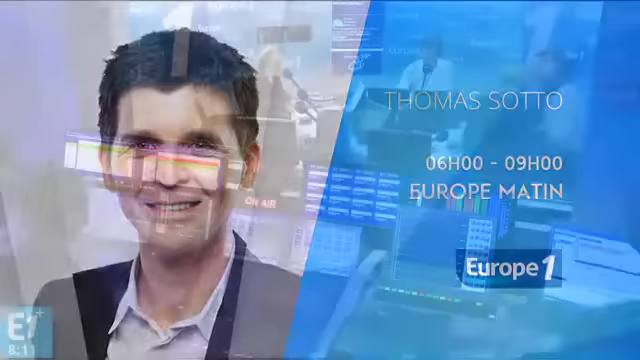 THOMAS SOTTO
06H00 - 09H00
EUROPE MATIN
ON AIR
Europe 1
E1+
8:11